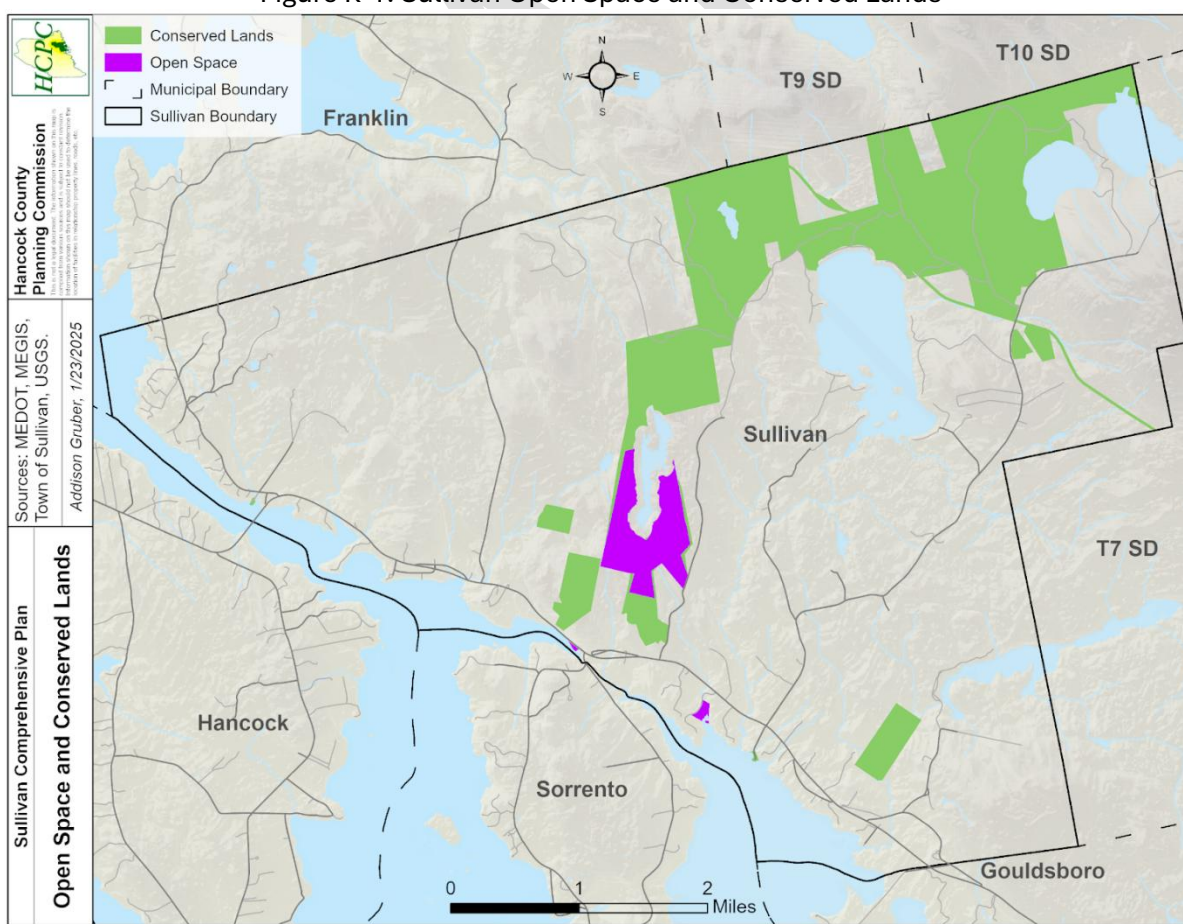 Figure R-1: Sullivan Open Space and Conserved Lands
HCPC
Hancock County
Planning Commission
Sources: MEDOT, MEGIS,
Town of Sullivan, USGS.
Addison Gruber, 1/23/2025
Sullivan Comprehensive Plan
Open Space and Conserved Lands
Conserved Lands
Open Space
Municipal Boundary
Sullivan Boundary
N
W
E
S
T10 SD
T9 SD
Franklin
Sullivan
T7 SD
Hancock
Sorrento
Gouldsboro
0
1
2
Miles